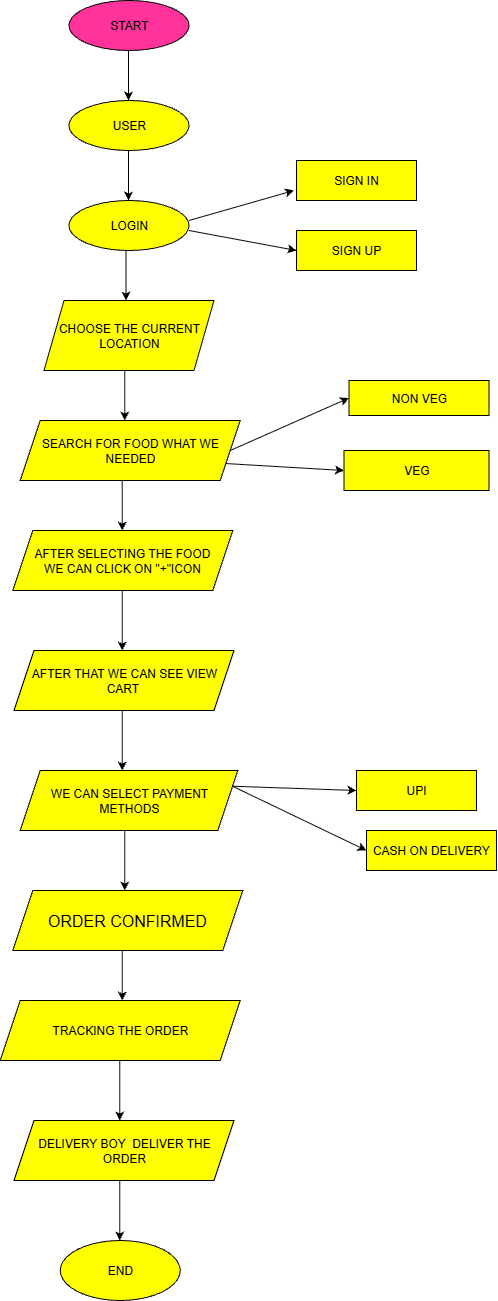 START
USER
LOGIN
SIGN IN
SIGN UP
CHOOSE THE CURRENT
LOCATION
SEARCH FOR FOOD WHAT WE
NEEDED
NON VEG
VEG
AFTER SELECTING THE FOOD
WE CAN CLICK ON "+"ICON
AFTER THAT WE CAN SEE VIEW
CART
WE CAN SELECT PAYMENT
METHODS
UPI
CASH ON DELIVERY
ORDER CONFIRMED
TRACKING THE ORDER
DELIVERY BOY  DELIVER THE
ORDER
END